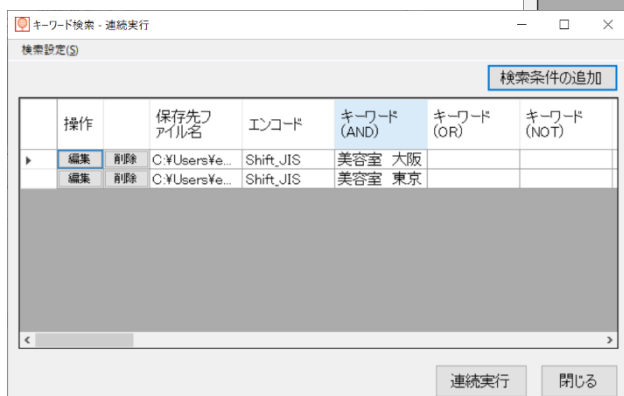 キーワード検索 - 連続実行
検索設定(S)
検索条件の追加
操作 保存先ファイル名 エンコード キーワード(AND) キーワード(OR) キーワード(NOT)
編集 削除 C:¥Users¥e... Shift_JIS 美容室 大阪
編集 削除 C:¥Users¥e... Shift_JIS 美容室 東京
連続実行 閉じる